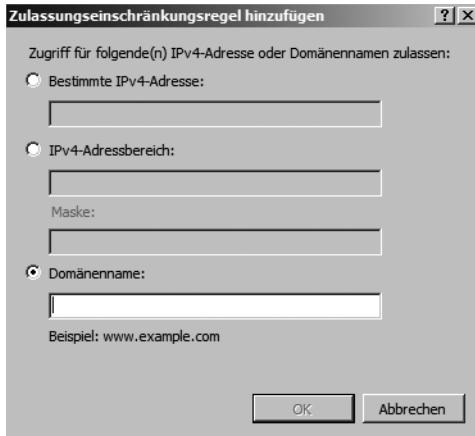 Zulassungseinschränkungsregel hinzufügen
Zugriff für folgende(n) IPv4-Adresse oder Domänennamen zulassen:
Bestimmte IPv4-Adresse:
IPv4-Adressbereich:
Maske:
Domänenname:
Beispiel: www.example.com
OK
Abbrechen